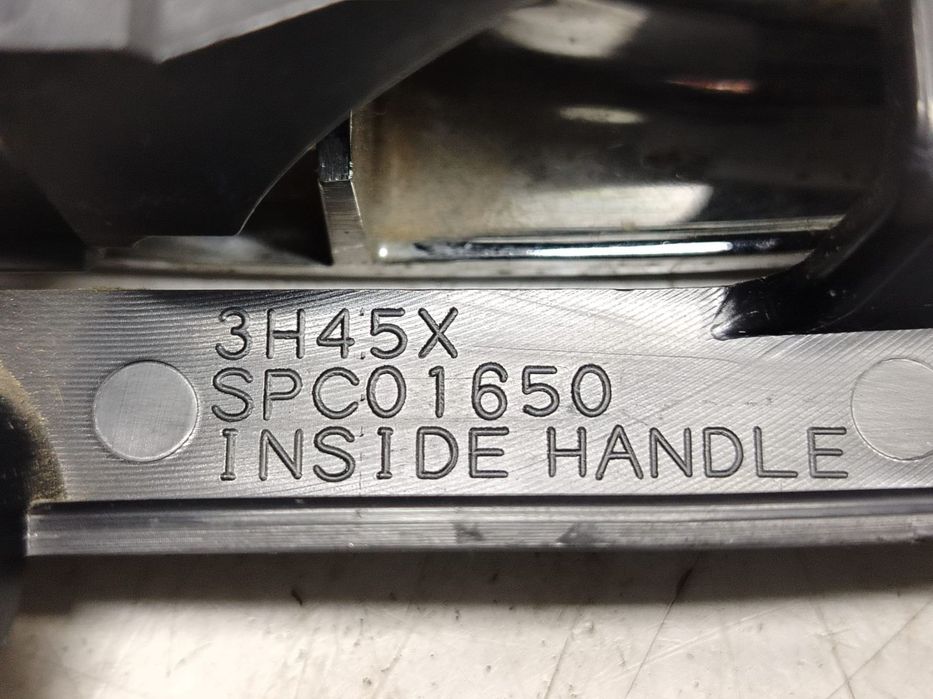 3H45X
SPC01650
INSIDE HANDLE